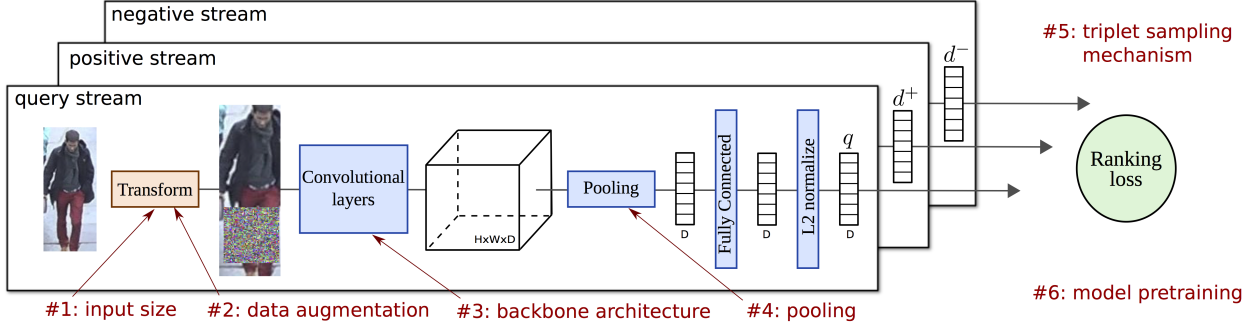 negative stream
positive stream
query stream
#5: triplet sampling
mechanism
d⁻
d⁺
q
Transform
Convolutional
layers
HxWxD
Pooling
D
Fully Connected
D
L2 normalize
D
Ranking
loss
#1: input size
#2: data augmentation
#3: backbone architecture
#4: pooling
#6: model pretraining